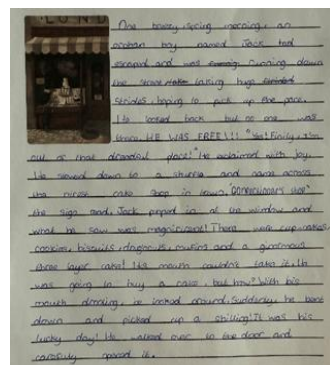 LUND
One breezy, spring morning, an
orphan boy named Jack had
escaped and was running down
the street taking huge
strides, hoping to pick up the pace.
He looked back but no one was
there. HE WAS FREE!!! "Yes! Finily, I'm
out of that dreadful place!" He exclaimed with joy.
He slowed down to a shuffle and came across
the nicest cake shop in town. "
the sign read. Jack peped in at the window and
what he saw was magnificent! There were cupcakes,
cookies, biscuits, doughnuts, mufins and a ginormous
three layer cake! His mouth couldn't take it. He
was going to buy a cake, but how? With his
mouth drooling, he looked around. Suddenly, he bent
down and picked up a shilling! It was his
lucky day! He walked over to the door and
carefuly opened it.